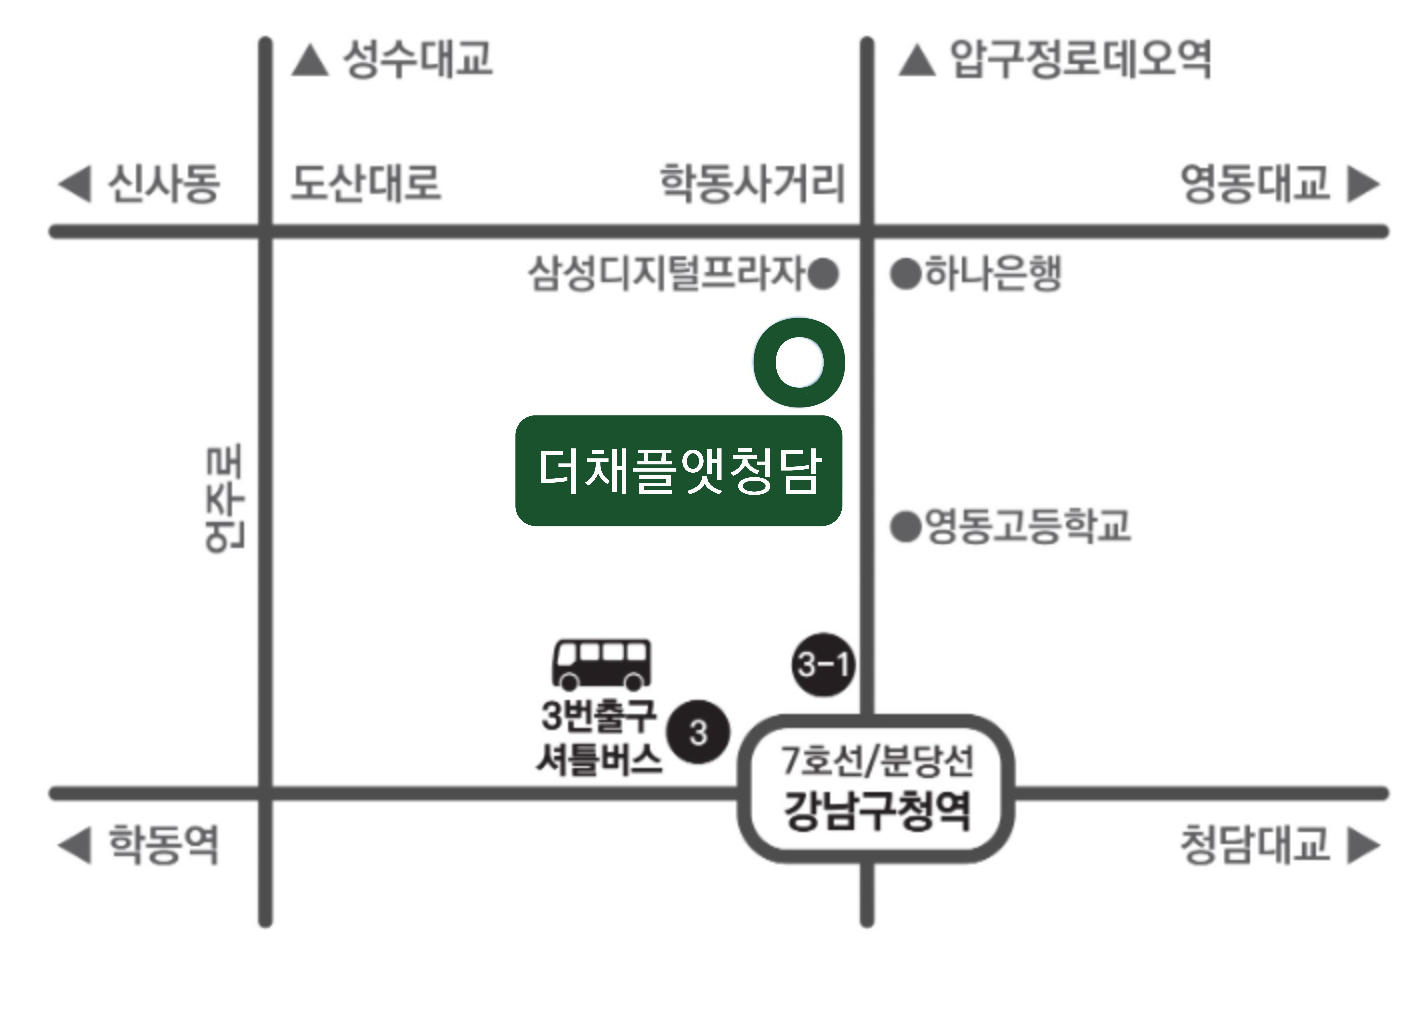 ▲ 성수대교
▲ 압구정로데오역
◀ 신사동
도산대로
학동사거리
영동대교 ▶
삼성디지털프라자●
●하나은행
더채플앳청담
언주로
●영동고등학교
3-1
3번출구
셔틀버스
3
7호선/분당선
강남구청역
◀ 학동역
청담대교 ▶